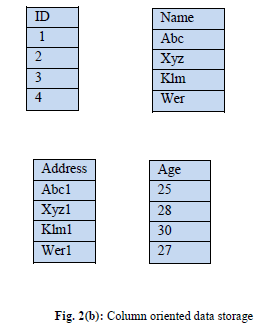 ID
1
2
3
4
Name
Abc
Xyz
Klm
Wer
Address
Abc1
Xyz1
Klm1
Wer1
Age
25
28
30
27
Fig. 2(b): Column oriented data storage